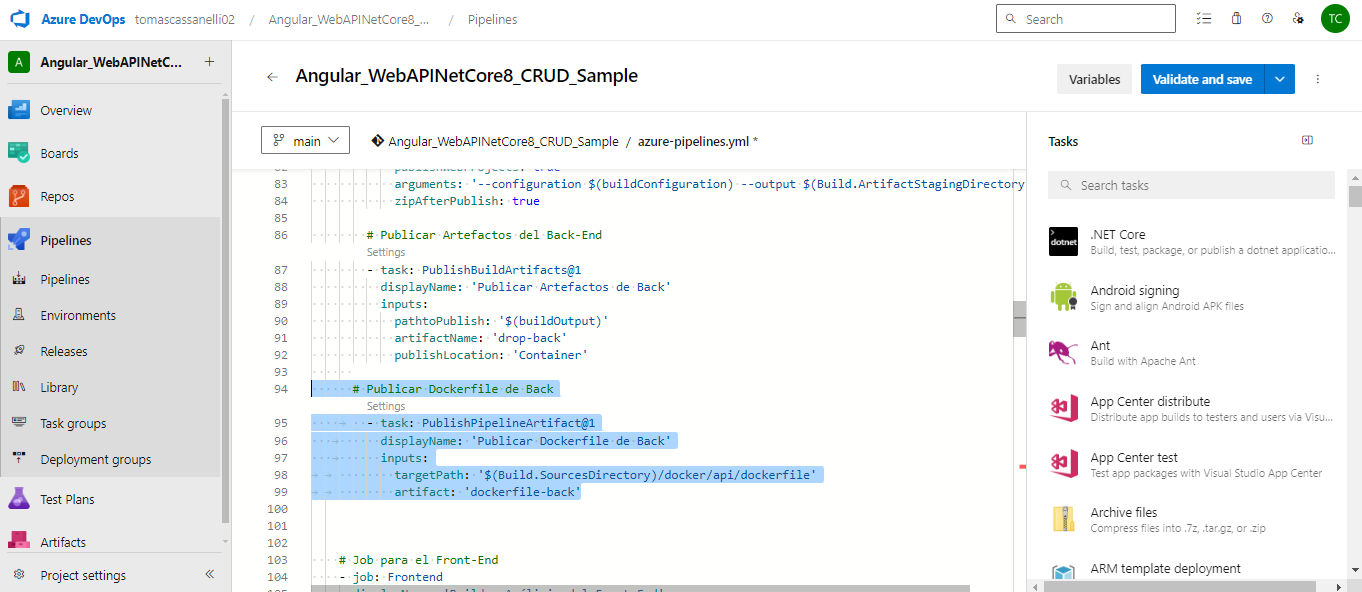 Azure DevOps tomascassanelli02 / Angular_WebAPINetCore8_... / Pipelines Search TC
A Angular_WebAPINetC... +
Overview
Boards
Repos
Pipelines
Pipelines
Environments
Releases
Library
Task groups
Deployment groups
Test Plans
Artifacts
Project settings
Angular_WebAPINetCore8_CRUD_Sample
Variables Validate and save
main Angular_WebAPINetCore8_CRUD_Sample / azure-pipelines.yml *
82 publishWebProjects: true
83 arguments: '--configuration $(buildConfiguration) --output $(Build.ArtifactStagingDirectory
84 zipAfterPublish: true
85
86 # Publicar Artefactos del Back-End
Settings
87 - task: PublishBuildArtifacts@1
88 displayName: 'Publicar Artefactos de Back'
89 inputs:
90 pathtoPublish: '$(buildOutput)'
91 artifactName: 'drop-back'
92 publishLocation: 'Container'
93
94 # Publicar Dockerfile de Back
Settings
95 - task: PublishPipelineArtifact@1
96 displayName: 'Publicar Dockerfile de Back'
97 inputs:
98 targetPath: '$(Build.SourcesDirectory)/docker/api/dockerfile'
99 artifact: 'dockerfile-back'
100
101
102
103 # Job para el Front-End
104 - job: Frontend
105
Tasks
Search tasks
dotnet
.NET Core
Build, test, package, or publish a dotnet applicatio...
Android signing
Sign and align Android APK files
Ant
Build with Apache Ant
App Center distribute
Distribute app builds to testers and users via Visu...
App Center test
Test app packages with Visual Studio App Center
Archive files
Compress files into .7z, .tar.gz, or .zip
ARM template deployment